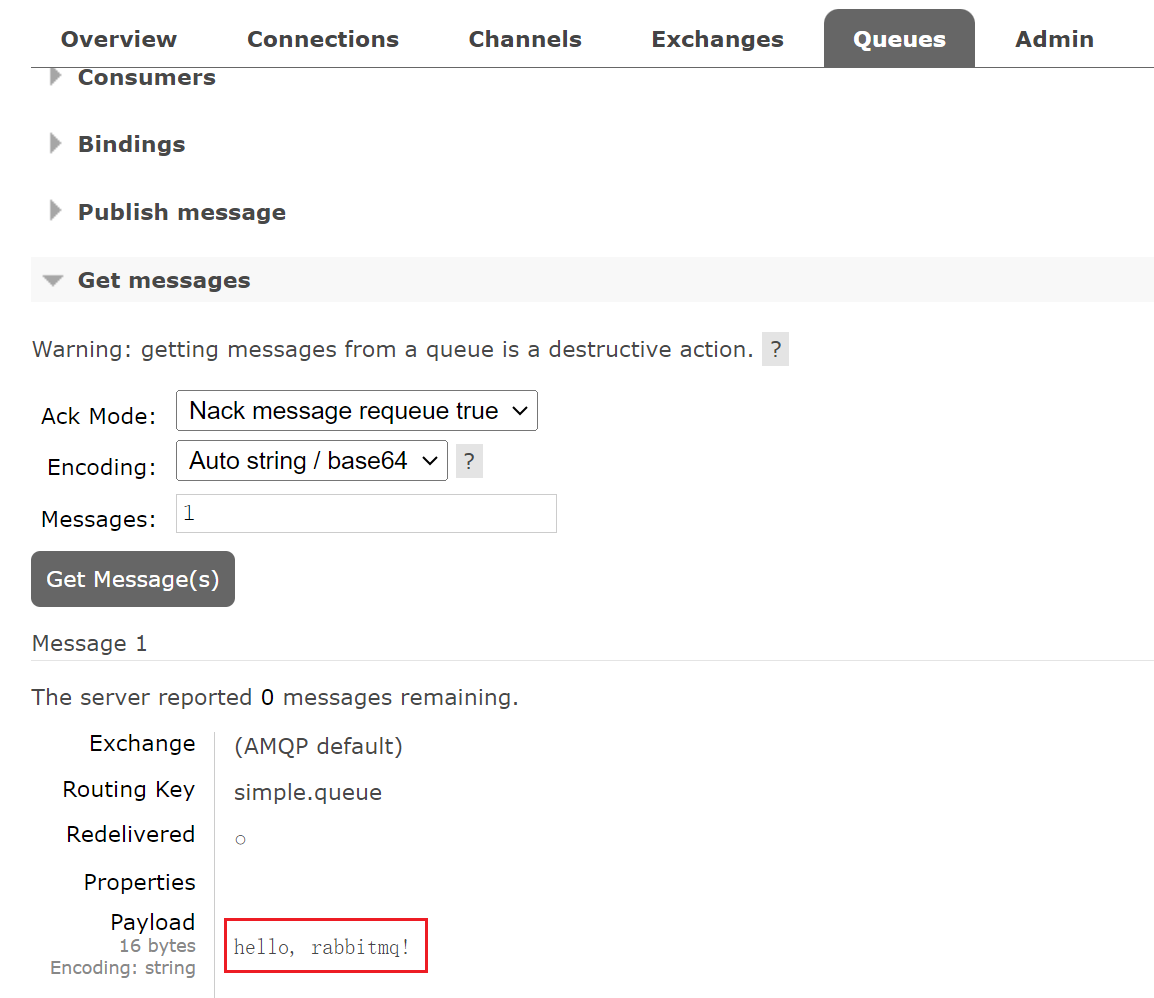 Overview Connections Channels Exchanges Queues Admin
Consumers
Bindings
Publish message
Get messages
Warning: getting messages from a queue is a destructive action. ?
Ack Mode: Nack message requeue true
Encoding: Auto string / base64 ?
Messages: 1
Get Message(s)
Message 1
The server reported 0 messages remaining.
Exchange (AMQP default)
Routing Key simple.queue
Redelivered ○
Properties
Payload
16 bytes
Encoding: string
hello, rabbitmq!